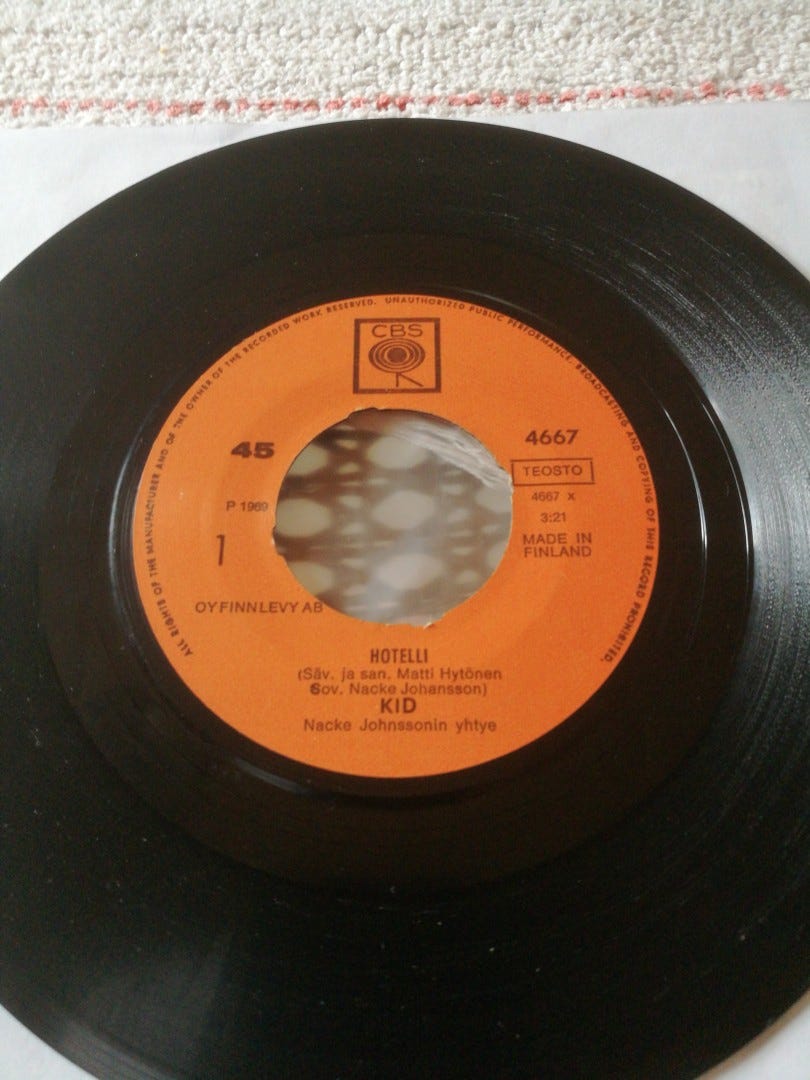 ALL RIGHTS OF THE MANUFACTURER AND OF THE OWNER OF THE RECORDED WORK RESERVED. UNAUTHORIZED PUBLIC PERFORMANCE, BROADCASTING AND COPYING OF THIS RECORD PROHIBITED.
CBS
45
4667
TEOSTO
P 1969
4667 x
3:21
1
MADE IN
FINLAND
OY FINNLEVY AB
HOTELLI
(Säv. ja san. Matti Hytönen
Sov. Nacke Johansson)
KID
Nacke Johnssonin yhtye